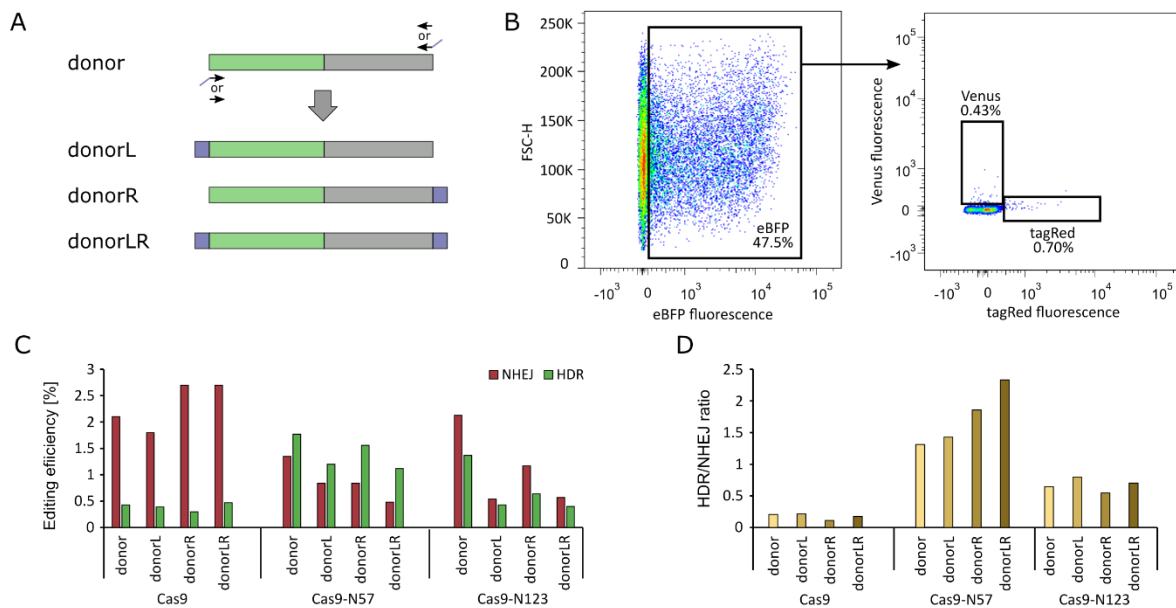 A
donor
or
or
donorL
donorR
donorLR
B
FSC-H
250K
200K
150K
100K
50K
0
eBFP
47.5%
-10³ 0 10³ 10⁴ 10⁵
eBFP fluorescence
Venus fluorescence
10⁵
10⁴
10³
0
-10³
Venus
0.43%
tagRed
0.70%
-10³ 0 10³ 10⁴ 10⁵
tagRed fluorescence
C
Editing efiiciency [%]
3
2.5
2
1.5
1
0.5
0
NHEJ HDR
donor donorL donorR donorLR donor donorL donorR donorLR donor donorL donorR donorLR
Cas9 Cas9-N57 Cas9-N123
D
HDR/NHEJ ratio
2.5
2
1.5
1
0.5
0
donor donorL donorR donorLR donor donorL donorR donorLR donor donorL donorR donorLR
Cas9 Cas9-N57 Cas9-N123